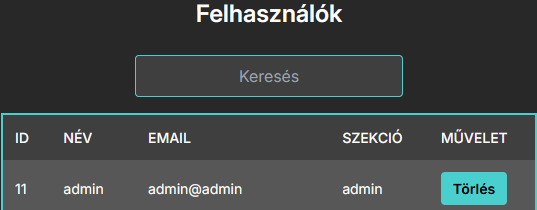 Felhasználók
Keresés
ID NÉV EMAIL SZEKCIÓ MŰVELET
11 admin admin@admin admin Törlés